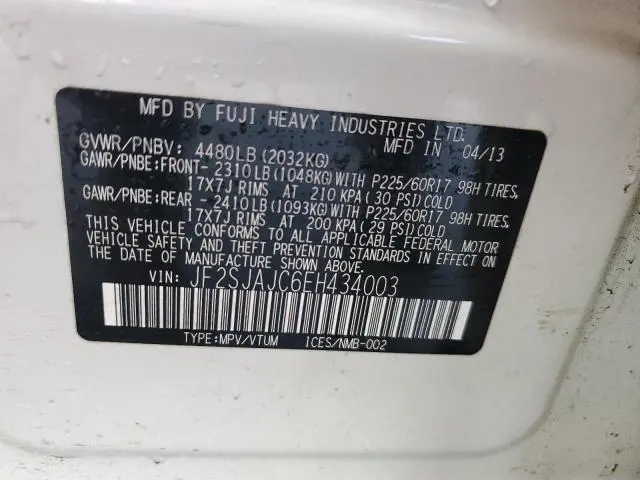 MFD BY FUJI HEAVY INDUSTRIES LTD.
GVWR/PNBV: 4480LB(2032KG) MFD IN 04/13
GAWR/PNBE:FRONT- 2310LB(1048KG)WITH P225/60R17 98H TIRES,
17X7J RIMS AT 210 KPA(30 PSI)COLD
GAWR/PNBE:REAR - 2410LB(1093KG)WITH P225/60R17 98H TIRES,
17X7J RIMS AT 200 KPA(29 PSI)COLD
THIS VEHICLE CONFORMS TO ALL APPLICABLE FEDERAL MOTOR
VEHICLE SAFETY AND THEFT PREVENTION STANDARDS IN EFFECT ON
THE DATE OF MANUFACTURE SHOWN ABOVE.
VIN: JF2SJAJC6EH434003
TYPE:MPV/VTUM ICES/NMB-002